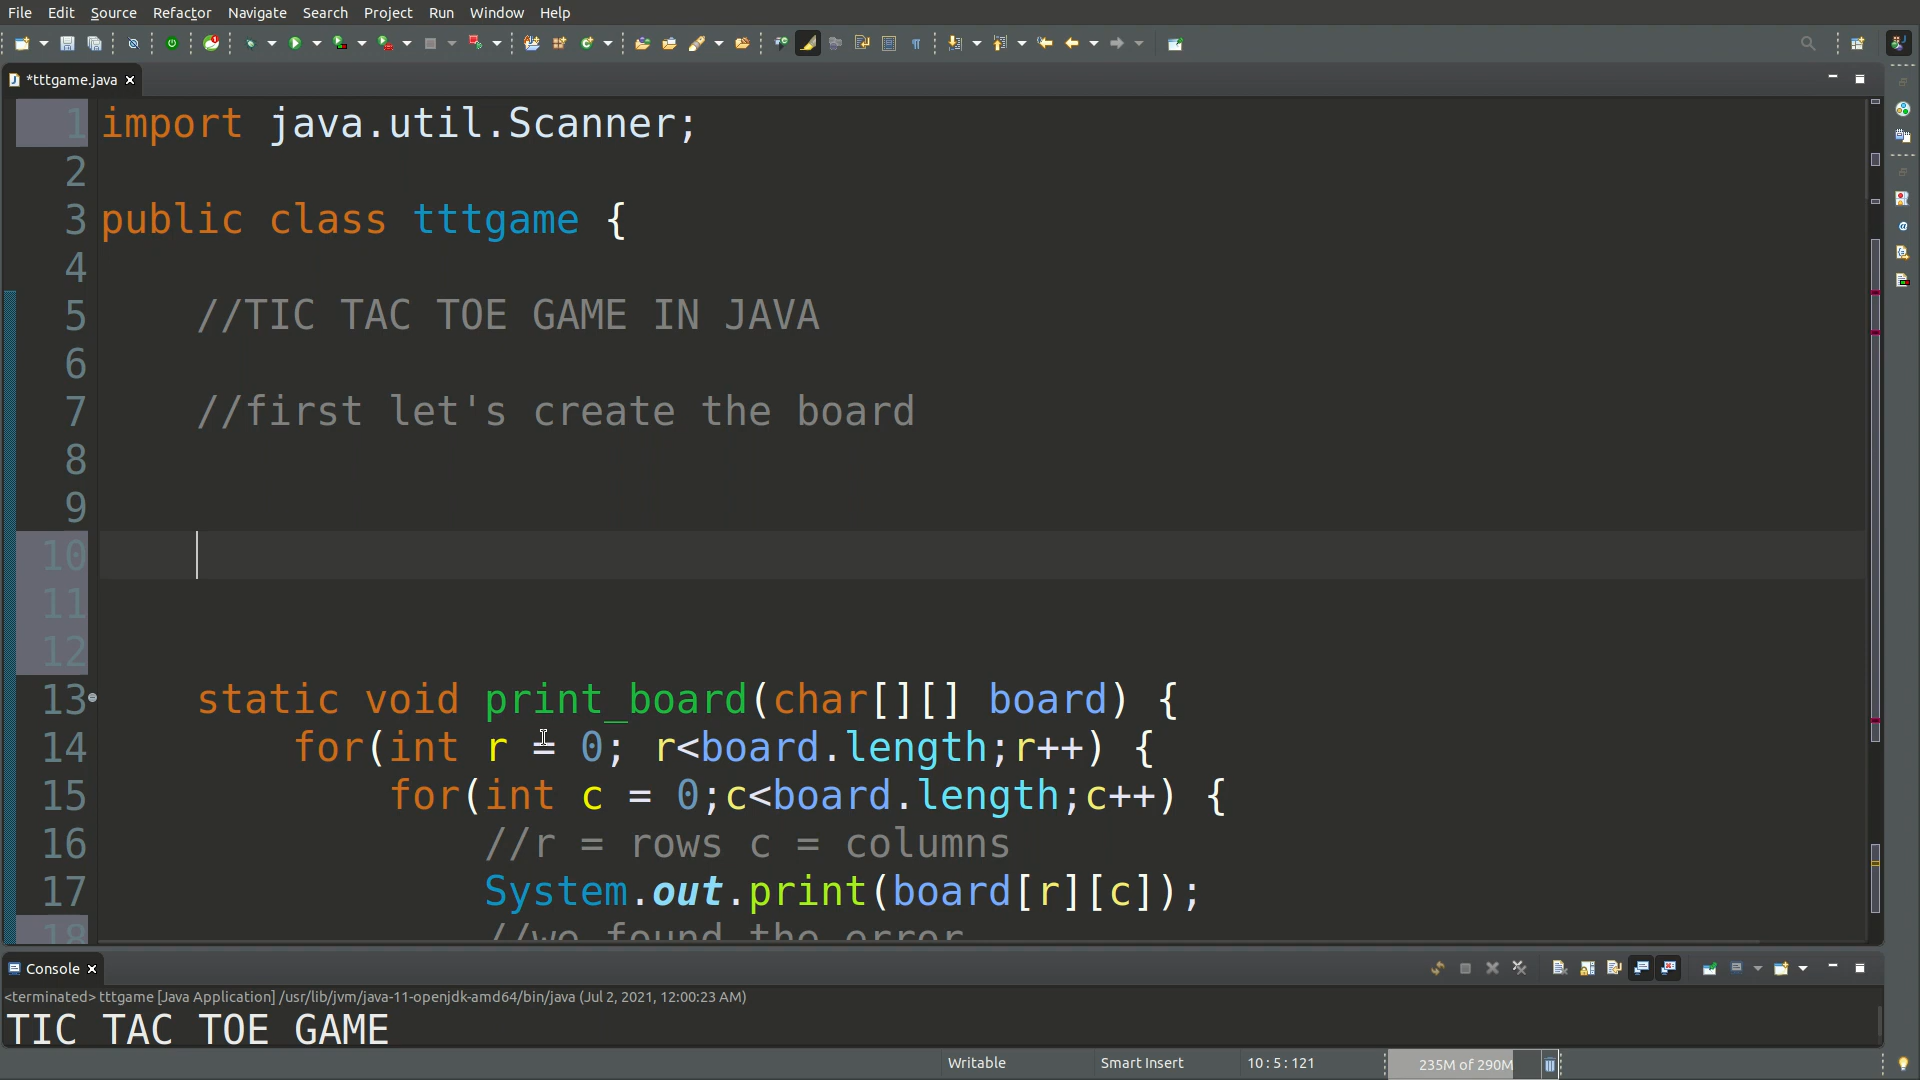 File Edit Source Refactor Navigate Search Project Run Window Help
*tttgame.java
1 import java.util.Scanner;
2
3 public class tttgame {
4
5 //TIC TAC TOE GAME IN JAVA
6
7 //first let's create the board
8
9
10
11
12
13 static void print_board(char[][] board) {
14 for(int r = 0; r<board.length;r++) {
15 for(int c = 0;c<board.length;c++) {
16 //r = rows c = columns
17 System.out.print(board[r][c]);
18 //we found the error
Console
<terminated> tttgame [Java Application] /usr/lib/jvm/java-11-openjdk-amd64/bin/java (Jul 2, 2021, 12:00:23 AM)
TIC TAC TOE GAME
Writable Smart Insert 10:5:121 235M of 290M